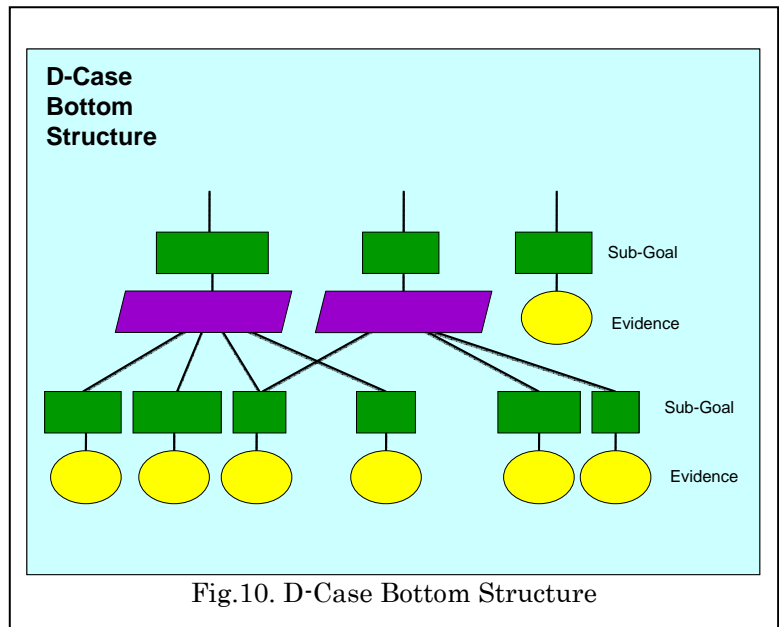 D-Case
Bottom
Structure
Sub-Goal
Evidence
Sub-Goal
Evidence
Fig.10. D-Case Bottom Structure